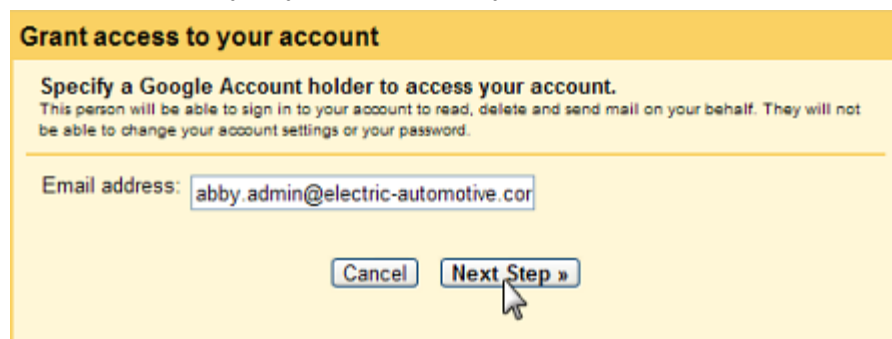 Grant access to your account
Specify a Google Account holder to access your account.
This person will be able to sign in to your account to read, delete and send mail on your behalf. They will not
be able to change your account settings or your password.
Email address: abby.admin@electric-automotive.cor
Cancel Next Step »